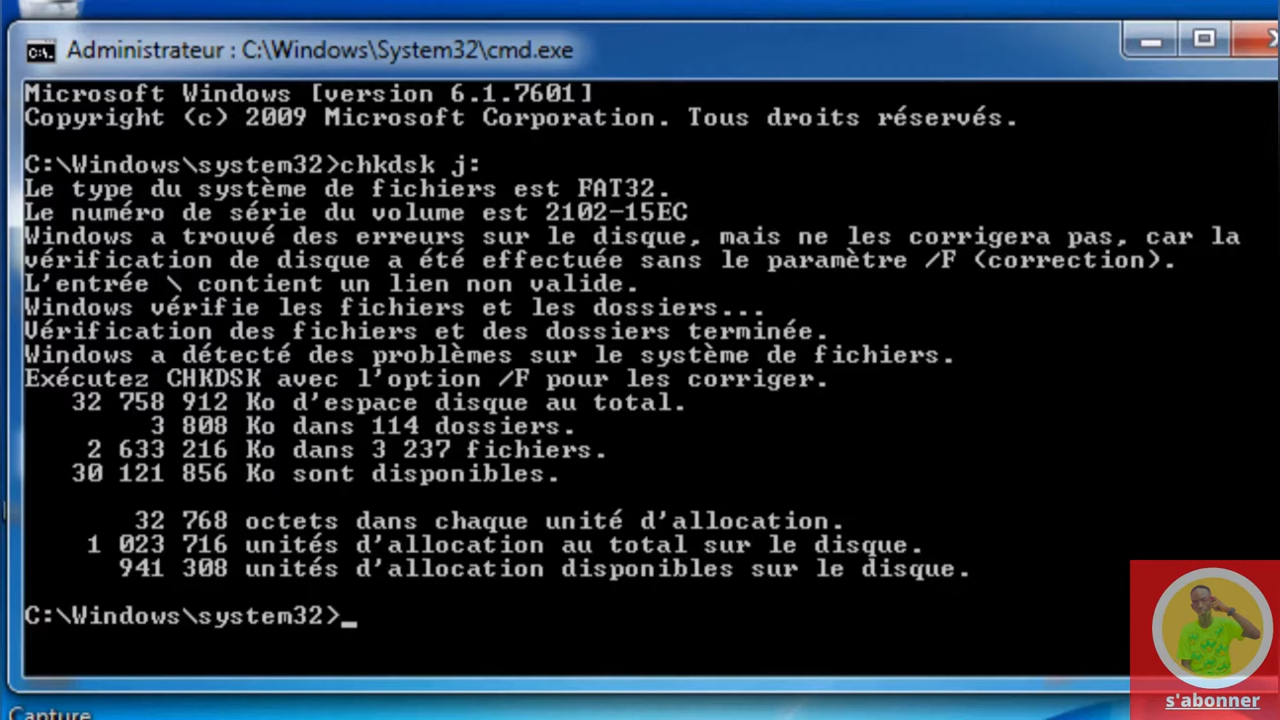 Administrateur : C:\Windows\System32\cmd.exe
Microsoft Windows [version 6.1.7601]
Copyright (c) 2009 Microsoft Corporation. Tous droits réservés.
C:\Windows\system32>chkdsk j:
Le type du système de fichiers est FAT32.
Le numéro de série du volume est 2102-15EC
Windows a trouvé des erreurs sur le disque, mais ne les corrigera pas, car la
vérification de disque a été effectuée sans le paramètre /F (correction).
L'entrée \ contient un lien non valide.
Windows vérifie les fichiers et les dossiers...
Vérification des fichiers et des dossiers terminée.
Windows a détecté des problèmes sur le système de fichiers.
Exécutez CHKDSK avec l'option /F pour les corriger.
32 758 912 Ko d'espace disque au total.
3 808 Ko dans 114 dossiers.
2 633 216 Ko dans 3 237 fichiers.
30 121 856 Ko sont disponibles.
32 768 octets dans chaque unité d'allocation.
1 023 716 unités d'allocation au total sur le disque.
941 308 unités d'allocation disponibles sur le disque.
C:\Windows\system32>_
s'abonner
Capture